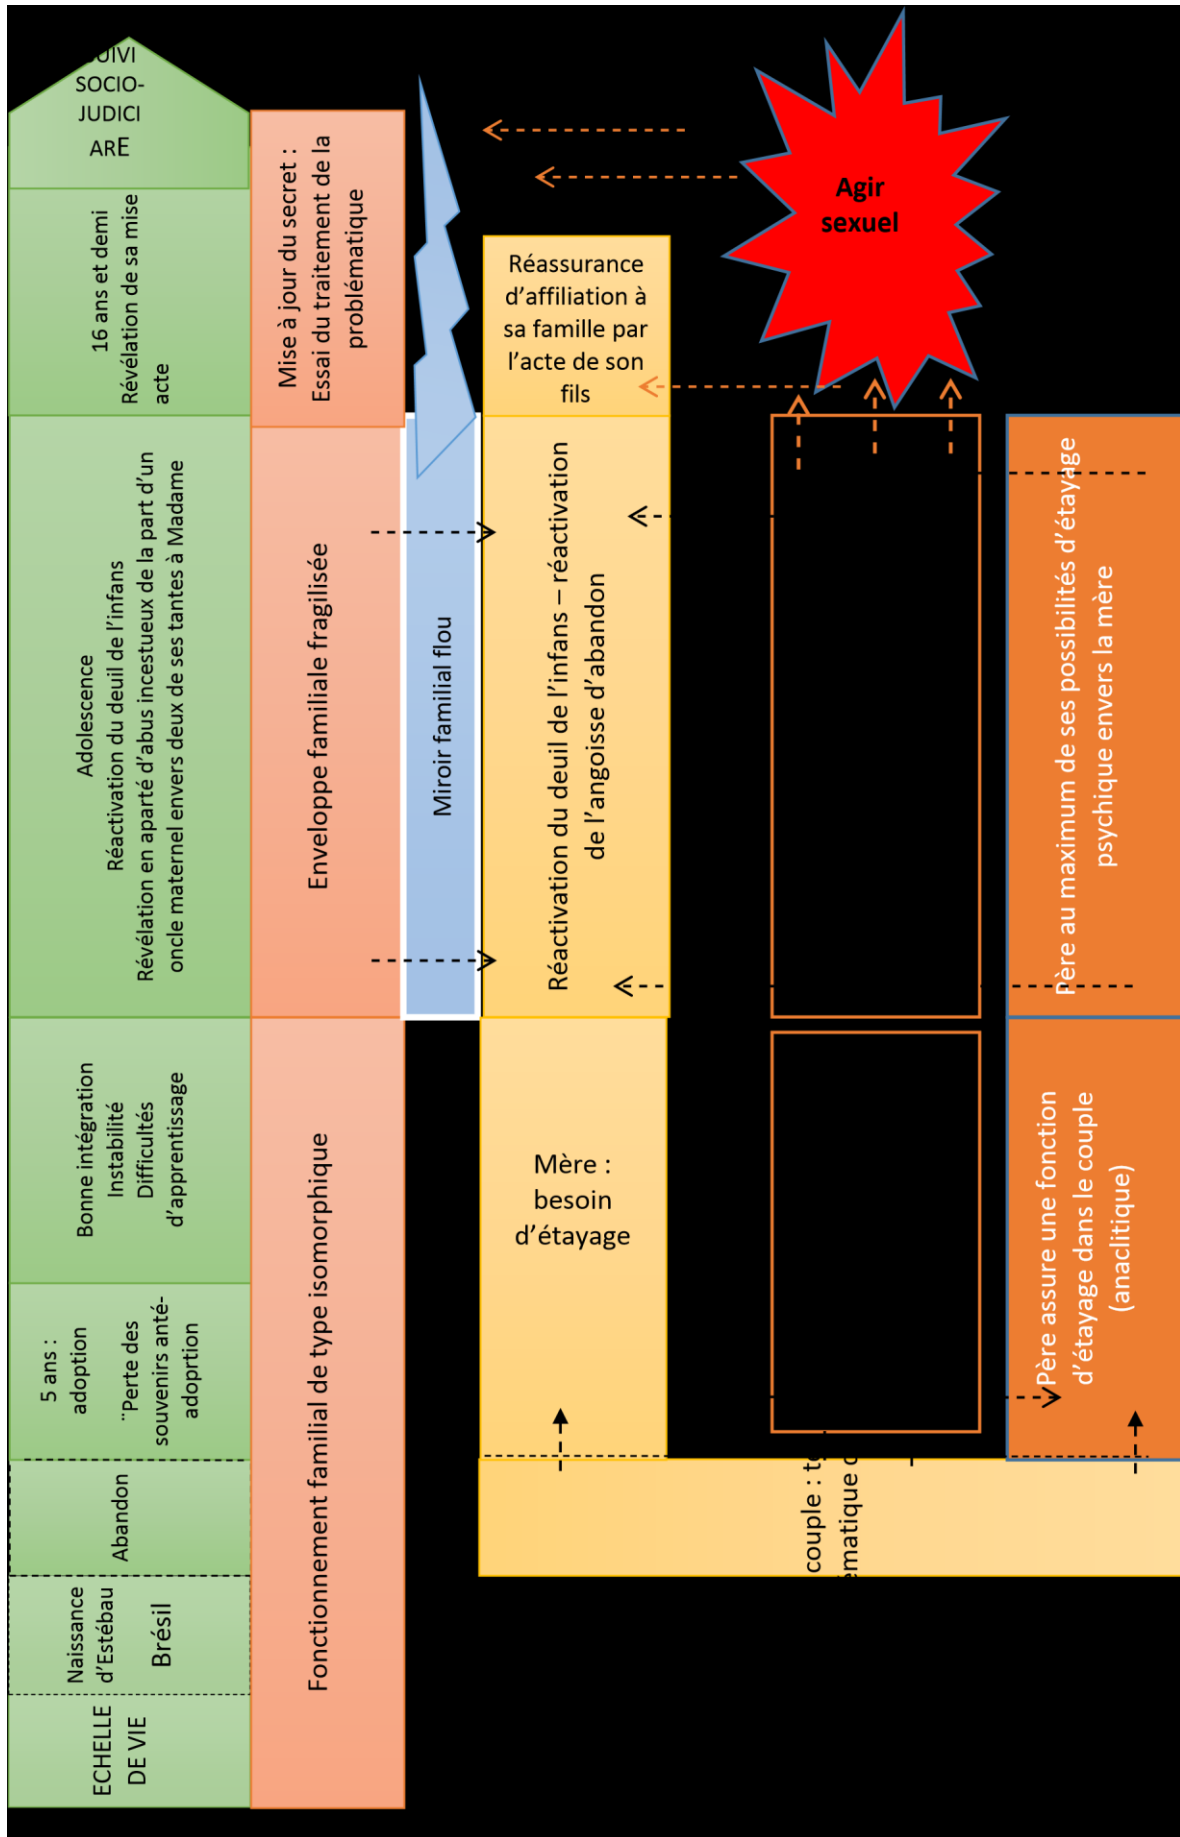 SUIVI
SOCIO-
JUDICI
ARE
16 ans et demi
Révélation de sa mise
acte
Adolescence
Réactivation du deuil de l’infans
Révélation en aparté d’abus incestueux de la part d’un
oncle maternel envers deux de ses tantes à Madame
Bonne intégration
Instabilité
Difficultés
d’apprentissage
5 ans :
adoption
¨Perte des
souvenirs anté-
adoprtion
Abandon
Naissance
d’Estébau
Brésil
ECHELLE
DE VIE
Mise à jour du secret :
Essai du traitement de la
problématique
Enveloppe familiale fragilisée
Fonctionnement familial de type isomorphique
Miroir familial flou
Réassurance
d’affiliation à
sa famille par
l’acte de son
fils
Réactivation du deuil de l’infans – réactivation
de l’angoisse d’abandon
Mère :
besoin
d’étayage
Agir
sexuel
Père au maximum de ses possibilités d’étayage
psychique envers la mère
Père assure une fonction
d’étayage dans le couple
(anaclitique)
couple :